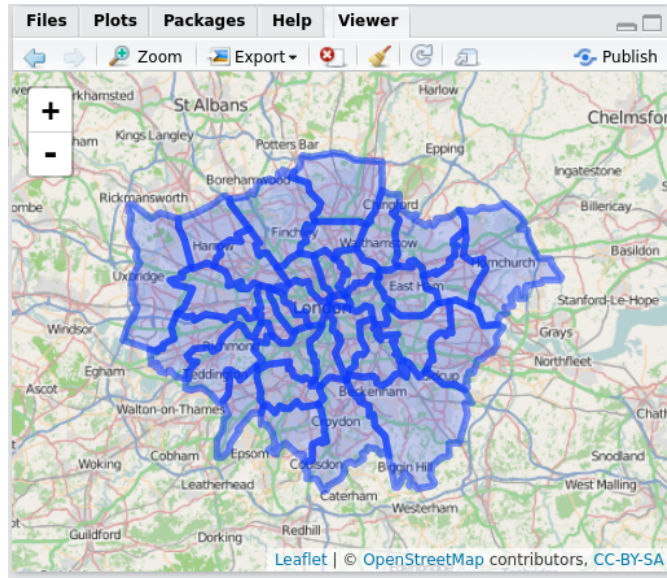 Files Plots Packages Help Viewer
Zoom Export Publish
+
-
St Albans
Harlow
Chelmsfor
Kings Langley
Potters Bar
Epping
Ingatestone
Borehamwood
Rickmansworth
Chingford
Billericay
Finchley
Harrow
Walthamstow
Basildon
Hornchurch
Uxbridge
East Ham
Stanford-Le-Hope
London
Windsor
Grays
Richmond
Northfleet
Egham
Teddington
Ascot
Beckenham
Walton-on-Thames
Croydon
Cobham
Epsom
Snodland
Woking
Coulsdon
Biggin Hill
Leatherhead
West Malling
Caterham
Westerham
Redhill
Guildford
Dorking
Leaflet | © OpenStreetMap contributors, CC-BY-SA